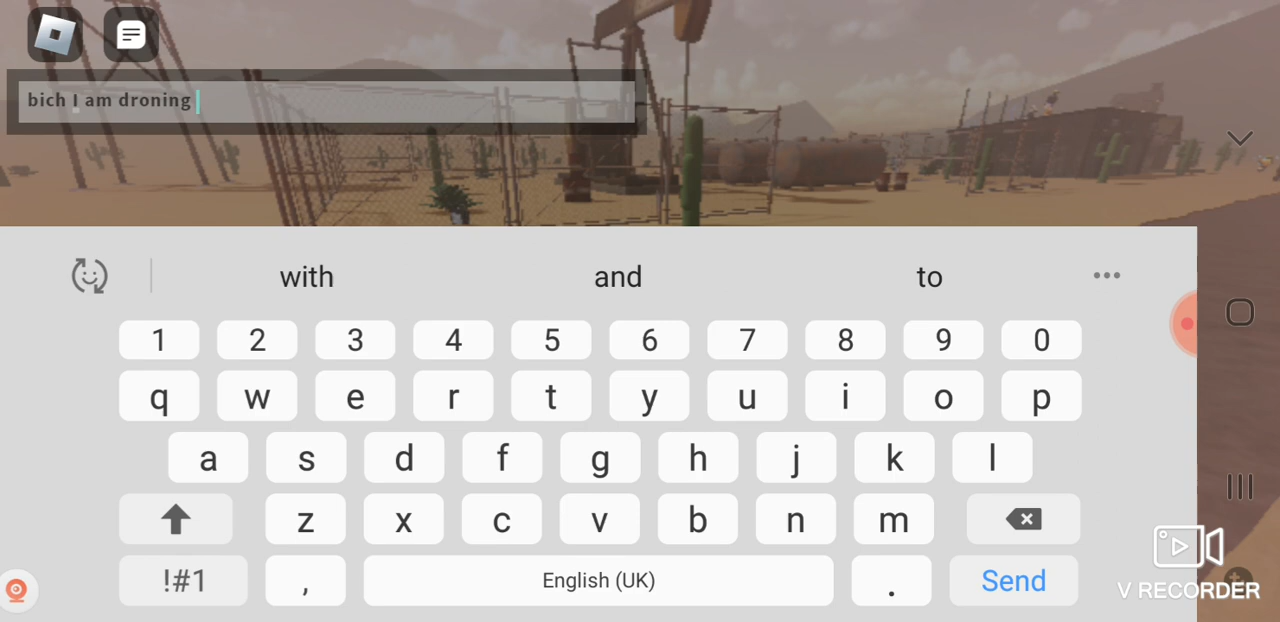 bich I am droning
with and to
1 2 3 4 5 6 7 8 9 0
q w e r t y u i o p
a s d f g h j k l
z x c v b n m
!#1 , English (UK) . Send
V RECORDER